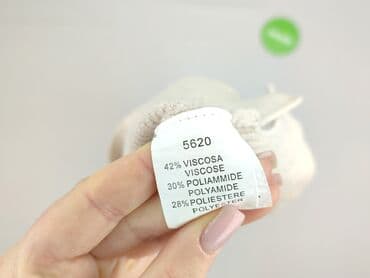 5620
42% VISCOSA
VISCOSE
30% POLIAMMIDE
POLYAMIDE
28% POLIESTERE
POLYESTER